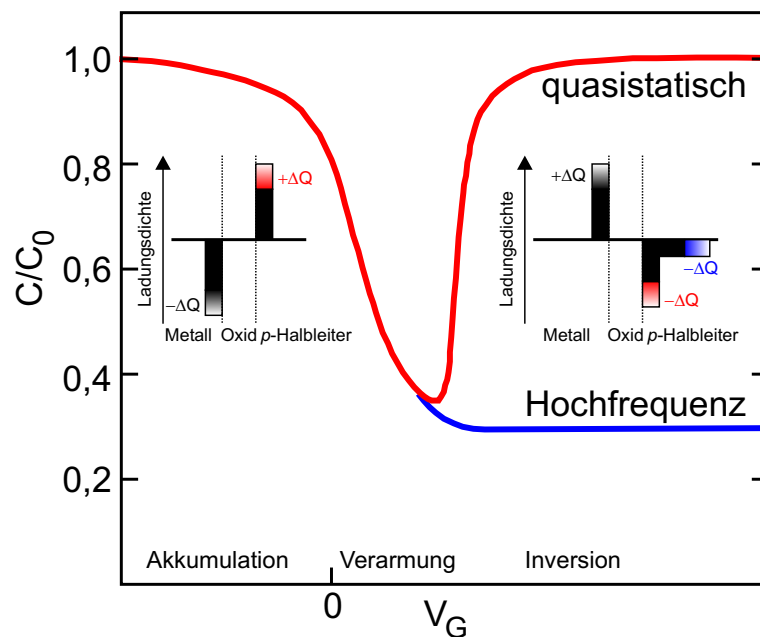 1,0
quasistatisch
0,8
Ladungsdichte
+ΔQ
−ΔQ
Metall Oxid p-Halbleiter
Ladungsdichte
+ΔQ
−ΔQ
−ΔQ
Metall Oxid p-Halbleiter
C/C0
0,6
0,4
Hochfrequenz
0,2
Akkumulation Verarmung Inversion
0 VG